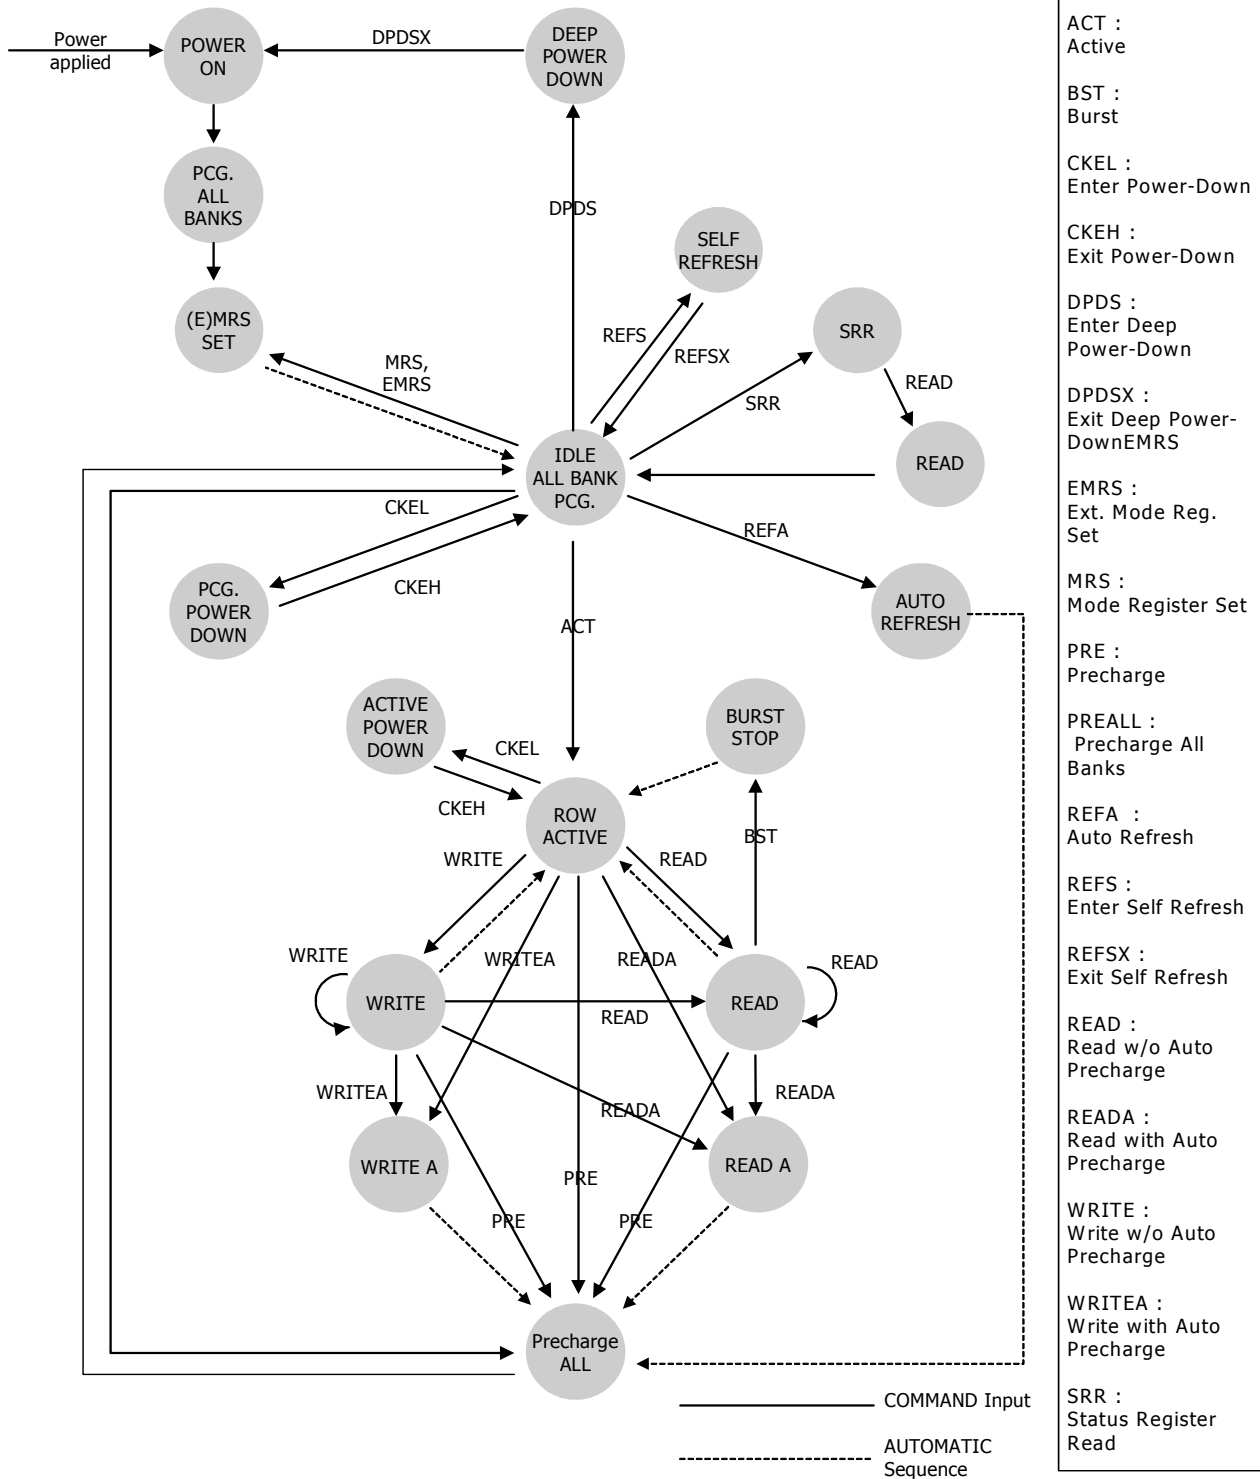 Power
applied
POWER
ON
DPDSX
DEEP
POWER
DOWN
PCG.
ALL
BANKS
DPDS
SELF
REFRESH
(E)MRS
SET
MRS,
EMRS
REFS
REFSX
SRR
SRR
READ
READ
IDLE
ALL BANK
PCG.
CKEL
CKEH
PCG.
POWER
DOWN
REFA
AUTO
REFRESH
ACT
ACTIVE
POWER
DOWN
CKEL
CKEH
BURST
STOP
ROW
ACTIVE
BST
WRITE
READ
WRITE
WRITEA
READA
READ
WRITE
READ
READ
WRITEA
READA
READA
WRITE A
READ A
PRE
PRE
PRE
Precharge
ALL
COMMAND Input
AUTOMATIC
Sequence
ACT :
Active
BST :
Burst
CKEL :
Enter Power-Down
CKEH :
Exit Power-Down
DPDS :
Enter Deep
Power-Down
DPDSX :
Exit Deep Power-
DownEMRS
EMRS :
Ext. Mode Reg.
Set
MRS :
Mode Register Set
PRE :
Precharge
PREALL :
Precharge All
Banks
REFA :
Auto Refresh
REFS :
Enter Self Refresh
REFSX :
Exit Self Refresh
READ :
Read w/o Auto
Precharge
READA :
Read with Auto
Precharge
WRITE :
Write w/o Auto
Precharge
WRITEA :
Write with Auto
Precharge
SRR :
Status Register
Read